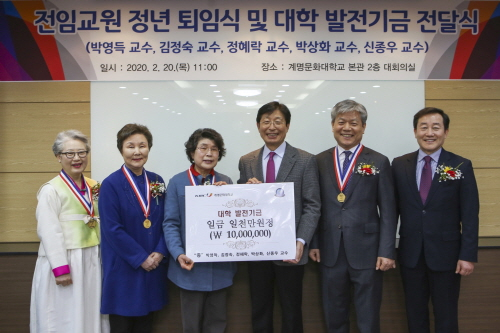 전임교원 정년 퇴임식 및 대학 발전기금 전달식
(박영득 교수, 김정숙 교수, 정혜락 교수, 박상화 교수, 신종우 교수)
일시 : 2020. 2. 20.(목) 11:00 장소 : 계명문화대학교 본관 2층 대회의실
대학 발전기금
일금 일천만원정
(₩ 10,000,000)